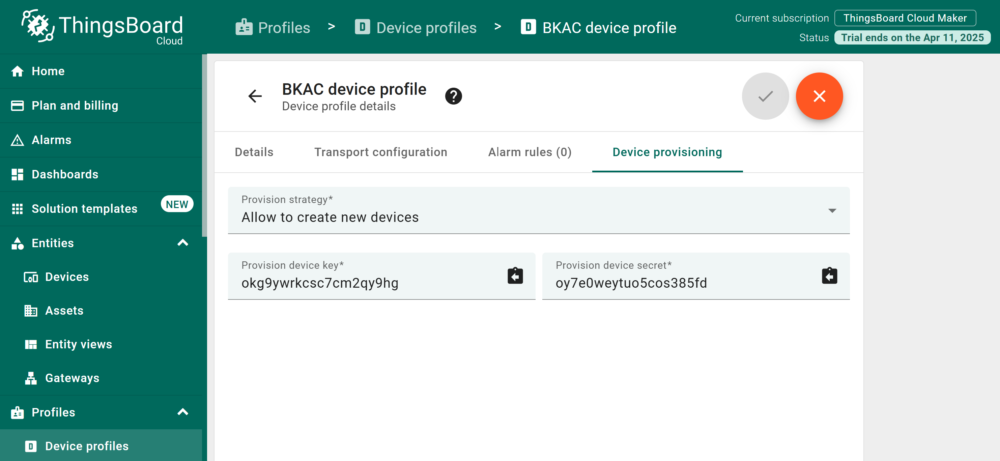 ThingsBoard
Cloud
Profiles > Device profiles > BKAC device profile
Current subscription ThingsBoard Cloud Maker
Status Trial ends on the Apr 11, 2025
Home
Plan and billing
Alarms
Dashboards
Solution templates NEW
Entities
Devices
Assets
Entity views
Gateways
Profiles
Device profiles
BKAC device profile
Device profile details
Details Transport configuration Alarm rules (0) Device provisioning
Provision strategy*
Allow to create new devices
Provision device key*
okg9ywrkcsc7cm2qy9hg
Provision device secret*
oy7e0weytuo5cos385fd